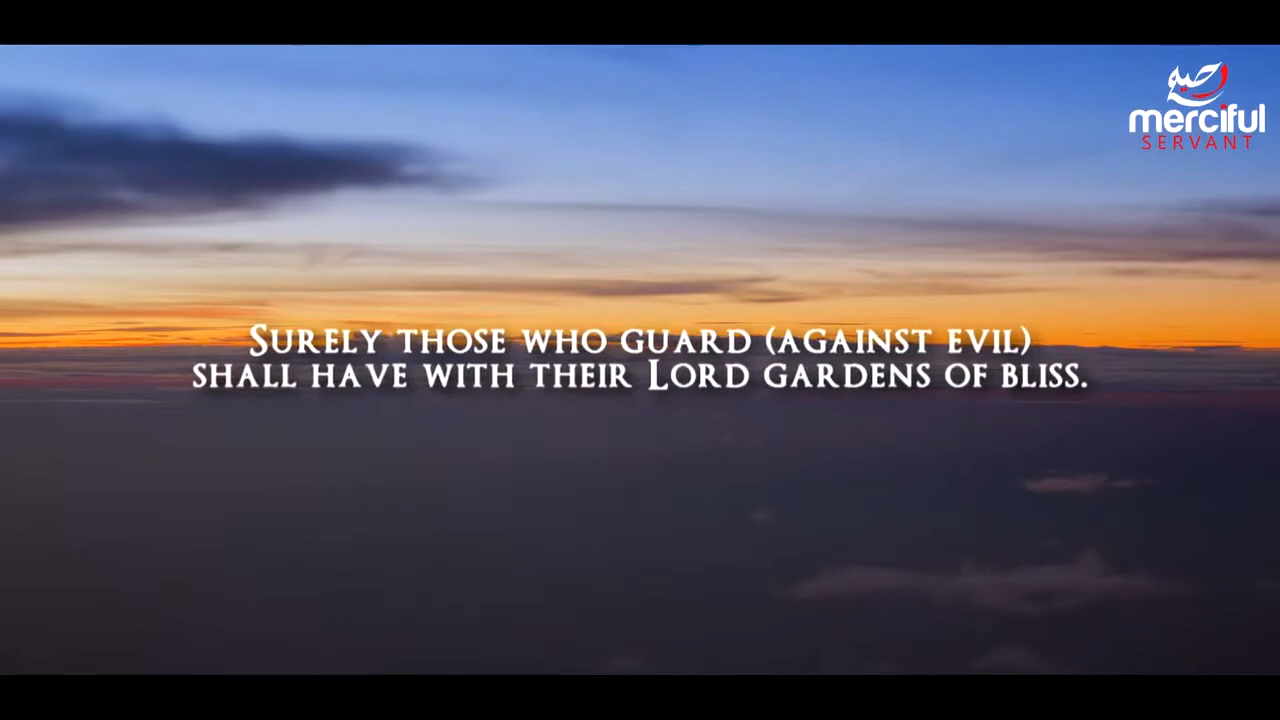 merciful
SERVANT
Surely those who guard (against evil)
shall have with their Lord gardens of bliss.